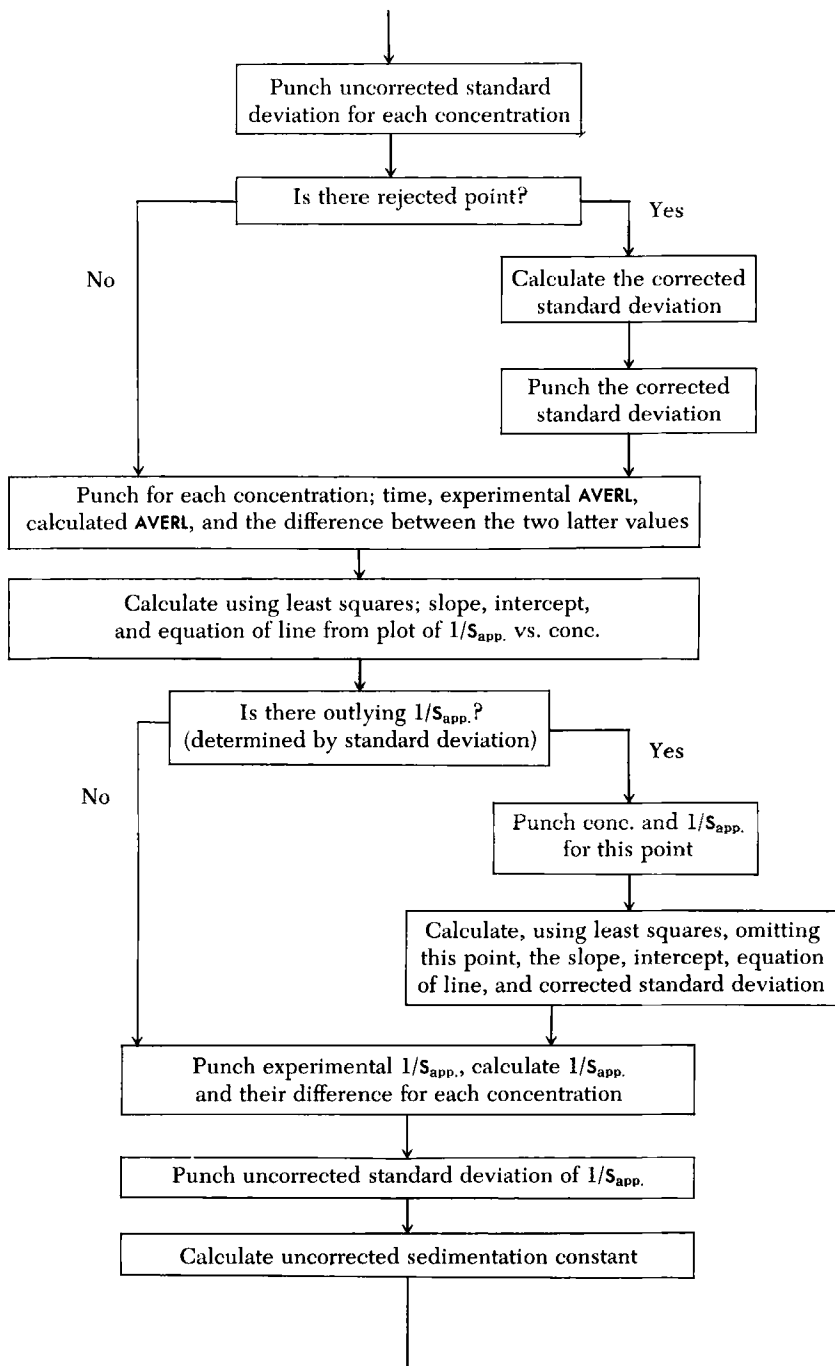 Punch uncorrected standard
deviation for each concentration
Is there rejected point?
Yes
No
Calculate the corrected
standard deviation
Punch the corrected
standard deviation
Punch for each concentration; time, experimental AVERL,
calculated AVERL, and the difference between the two latter values
Calculate using least squares; slope, intercept,
and equation of line from plot of 1/Sapp. vs. conc.
Is there outlying 1/Sapp.?
(determined by standard deviation)
Yes
No
Punch conc. and 1/Sapp.
for this point
Calculate, using least squares, omitting
this point, the slope, intercept, equation
of line, and corrected standard deviation
Punch experimental 1/Sapp., calculate 1/Sapp.
and their difference for each concentration
Punch uncorrected standard deviation of 1/Sapp.
Calculate uncorrected sedimentation constant